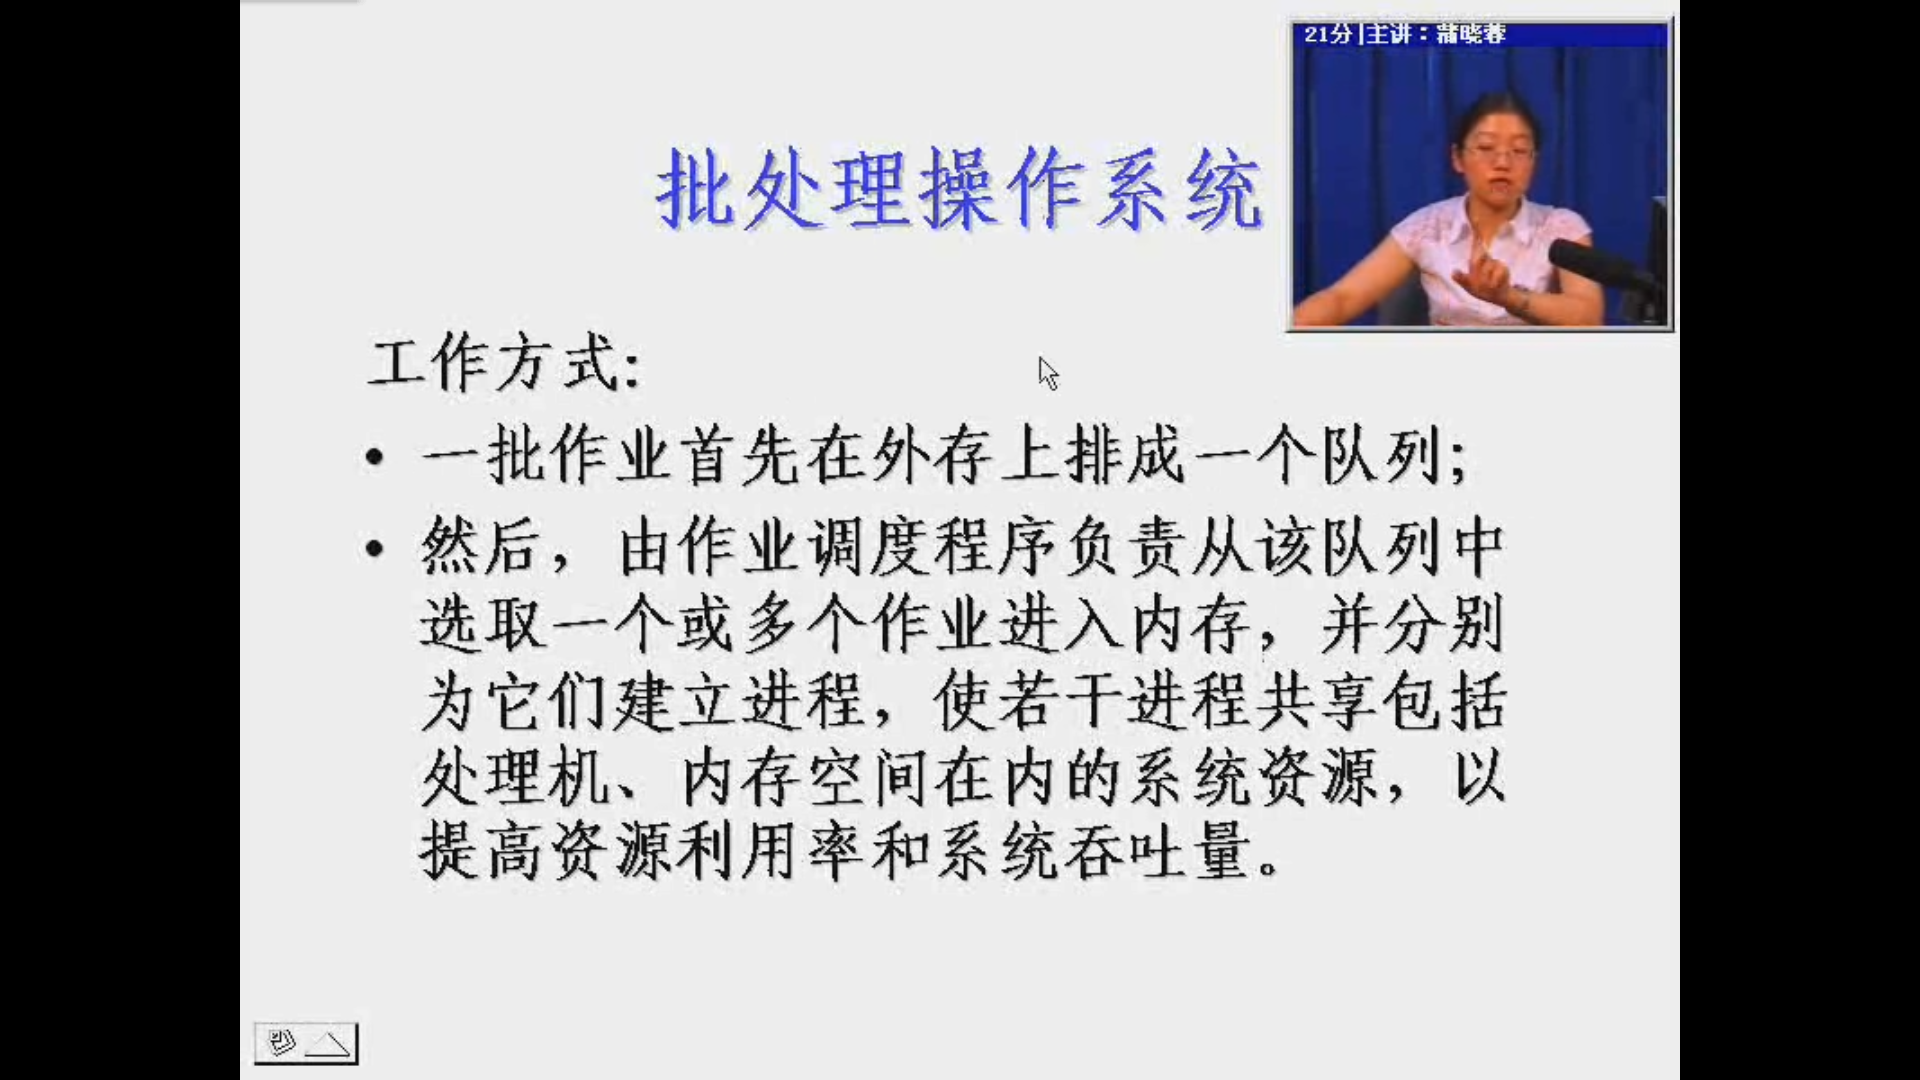 21分|主讲：蒲晓蓉
批处理操作系统
工作方式:
• 一批作业首先在外存上排成一个队列;
• 然后，由作业调度程序负责从该队列中
选取一个或多个作业进入内存，并分别
为它们建立进程，使若干进程共享包括
处理机、内存空间在内的系统资源，以
提高资源利用率和系统吞吐量。